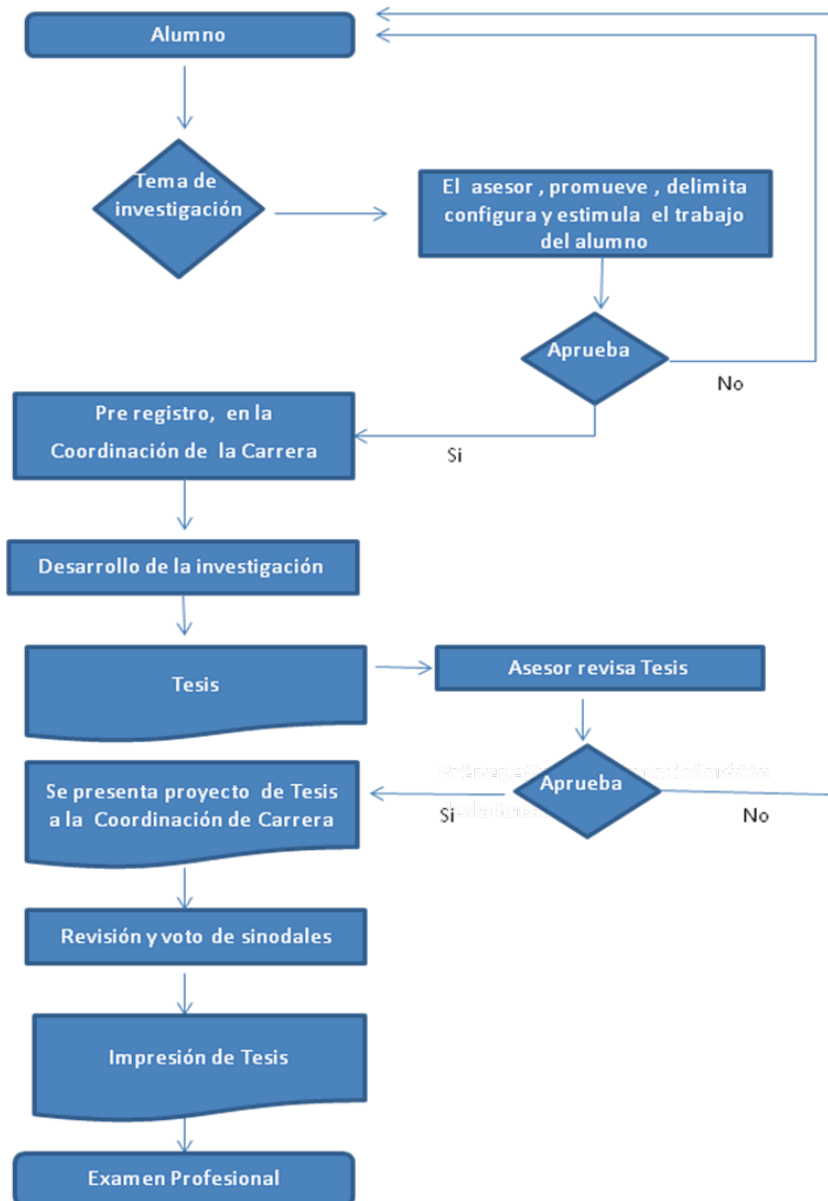 Alumno
Tema de
investigación
El asesor , promueve , delimita
configura y estimula el trabajo
del alumno
Aprueba
No
Pre registro, en la
Coordinación de la Carrera
Si
Desarrollo de la investigación
Tesis
Asesor revisa Tesis
Se presenta proyecto de Tesis
a la Coordinación de Carrera
Aprueba
Si
No
Revisión y voto de sinodales
Impresión de Tesis
Examen Profesional